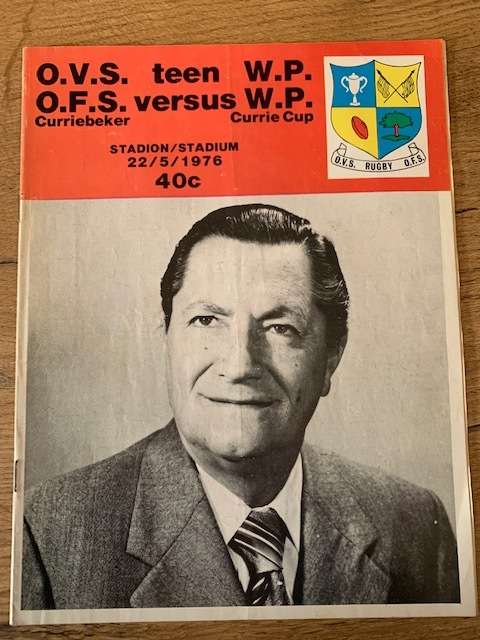 O.V.S. teen W.P.
O.F.S. versus W.P.
Curriebeker Currie Cup
STADION/STADIUM
22/5/1976
40c
O.V.S. RUGBY O.F.S.